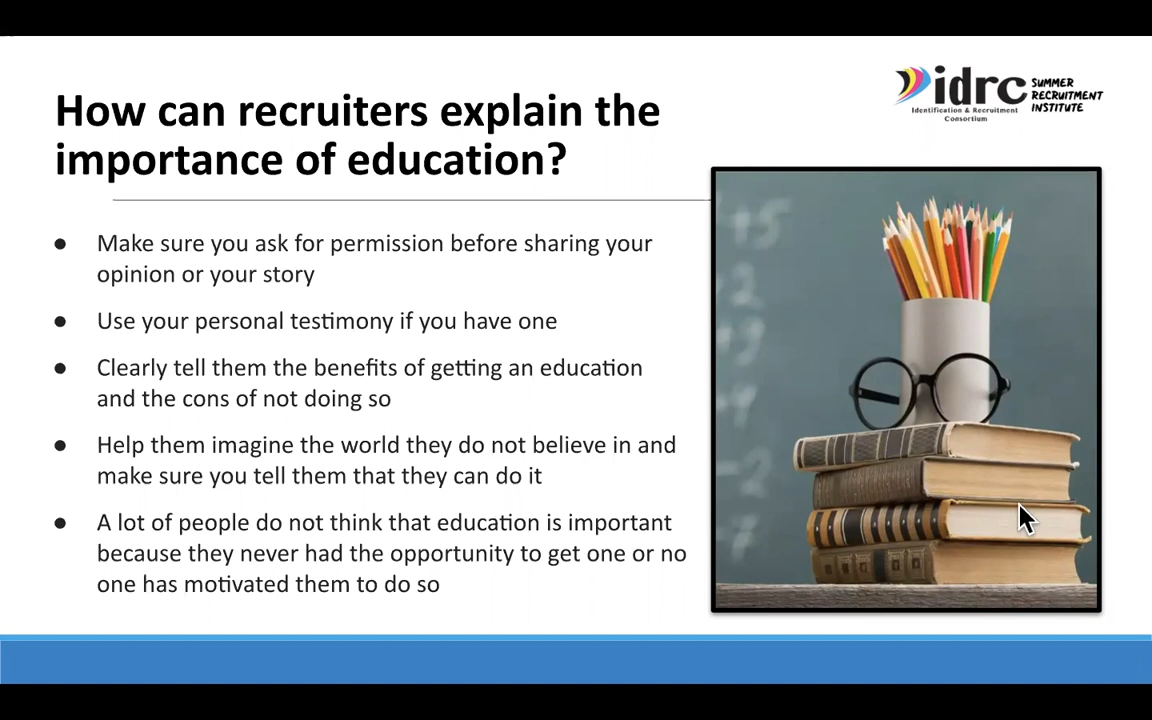 How can recruiters explain the
importance of education?
idrc
Identification & Recruitment
Consortium
SUMMER
RECRUITMENT
INSTITUTE
● Make sure you ask for permission before sharing your
opinion or your story
● Use your personal testimony if you have one
● Clearly tell them the benefits of getting an education
and the cons of not doing so
● Help them imagine the world they do not believe in and
make sure you tell them that they can do it
● A lot of people do not think that education is important
because they never had the opportunity to get one or no
one has motivated them to do so
+5